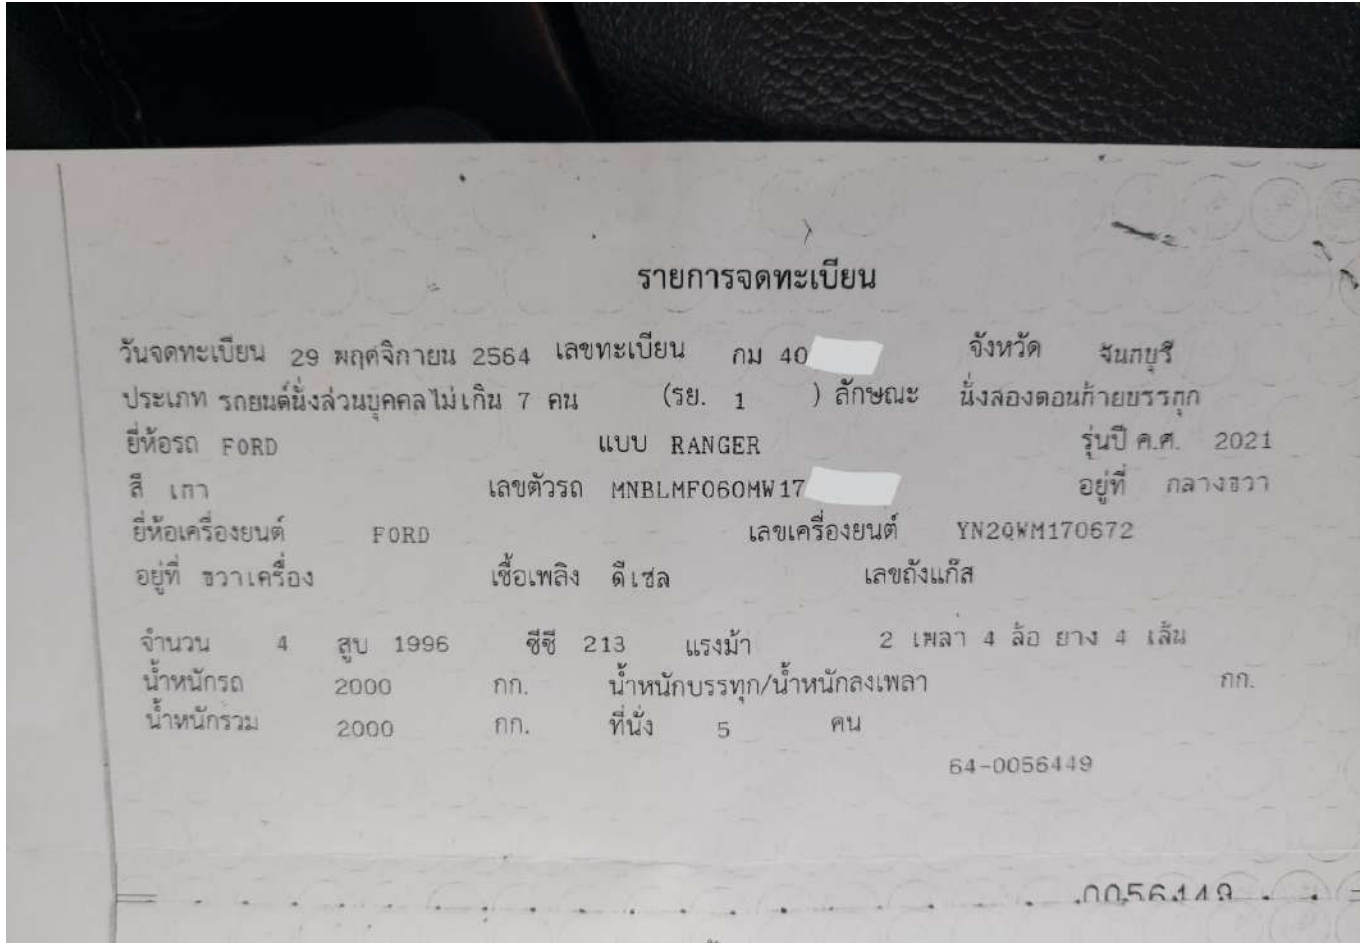 รายการจดทะเบียน
วันจดทะเบียน 29 พฤศจิกายน 2564 เลขทะเบียน กม 40 จังหวัด จันทบุรี
ประเภท รถยนต์นั่งส่วนบุคคลไม่เกิน 7 คน (รย. 1 ) ลักษณะ นั่งสองตอนท้ายบรรทุก
ยี่ห้อรถ FORD แบบ RANGER รุ่นปี ค.ศ. 2021
สี เทา เลขตัวรถ MNBLMF060MW17 อยู่ที่ กลางขวา
ยี่ห้อเครื่องยนต์ FORD เลขเครื่องยนต์ YN2QWM170672
อยู่ที่ ขวาเครื่อง เชื้อเพลิง ดีเซล เลขถังแก๊ส
จำนวน 4 สูบ 1996 ซีซี 213 แรงม้า 2 เพลา 4 ล้อ ยาง 4 เส้น
น้ำหนักรถ 2000 กก. น้ำหนักบรรทุก/น้ำหนักลงเพลา กก.
น้ำหนักรวม 2000 กก. ที่นั่ง 5 คน
64-0056449
0056449